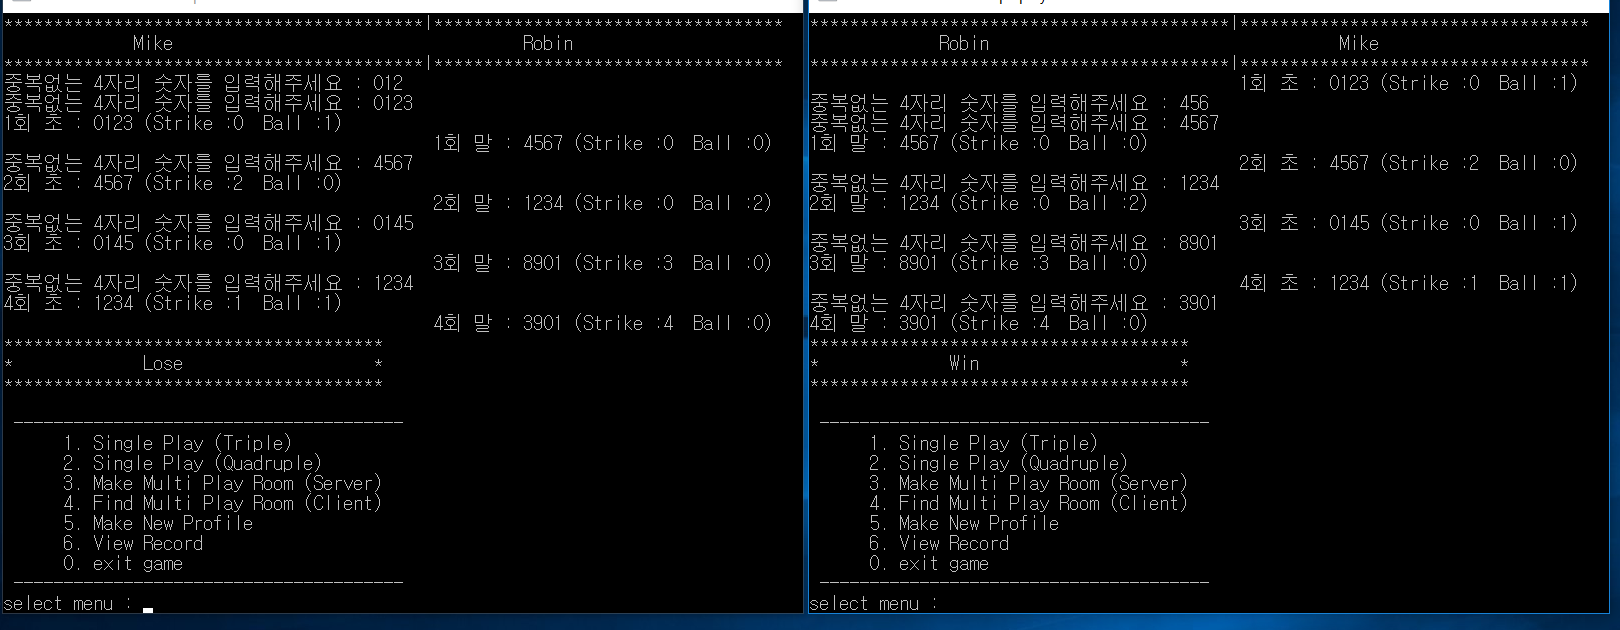 ******************************************|***********************************
Mike Robin
******************************************|***********************************
중복없는 4자리 숫자를 입력해주세요 : 012
중복없는 4자리 숫자를 입력해주세요 : 0123
1회 초 : 0123 (Strike :0 Ball :1)
1회 말 : 4567 (Strike :0 Ball :0)
중복없는 4자리 숫자를 입력해주세요 : 4567
2회 초 : 4567 (Strike :2 Ball :0)
2회 말 : 1234 (Strike :0 Ball :2)
중복없는 4자리 숫자를 입력해주세요 : 0145
3회 초 : 0145 (Strike :0 Ball :1)
3회 말 : 8901 (Strike :3 Ball :0)
중복없는 4자리 숫자를 입력해주세요 : 1234
4회 초 : 1234 (Strike :1 Ball :1)
4회 말 : 3901 (Strike :4 Ball :0)
**************************************
* Lose *
**************************************
---------------------------------------
1. Single Play (Triple)
2. Single Play (Quadruple)
3. Make Multi Play Room (Server)
4. Find Multi Play Room (Client)
5. Make New Profile
6. View Record
0. exit game
---------------------------------------
select menu : _
******************************************|***********************************
Robin Mike
******************************************|***********************************
1회 초 : 0123 (Strike :0 Ball :1)
중복없는 4자리 숫자를 입력해주세요 : 456
중복없는 4자리 숫자를 입력해주세요 : 4567
1회 말 : 4567 (Strike :0 Ball :0)
2회 초 : 4567 (Strike :2 Ball :0)
중복없는 4자리 숫자를 입력해주세요 : 1234
2회 말 : 1234 (Strike :0 Ball :2)
3회 초 : 0145 (Strike :0 Ball :1)
중복없는 4자리 숫자를 입력해주세요 : 8901
3회 말 : 8901 (Strike :3 Ball :0)
4회 초 : 1234 (Strike :1 Ball :1)
중복없는 4자리 숫자를 입력해주세요 : 3901
4회 말 : 3901 (Strike :4 Ball :0)
**************************************
* Win *
**************************************
---------------------------------------
1. Single Play (Triple)
2. Single Play (Quadruple)
3. Make Multi Play Room (Server)
4. Find Multi Play Room (Client)
5. Make New Profile
6. View Record
0. exit game
---------------------------------------
select menu :